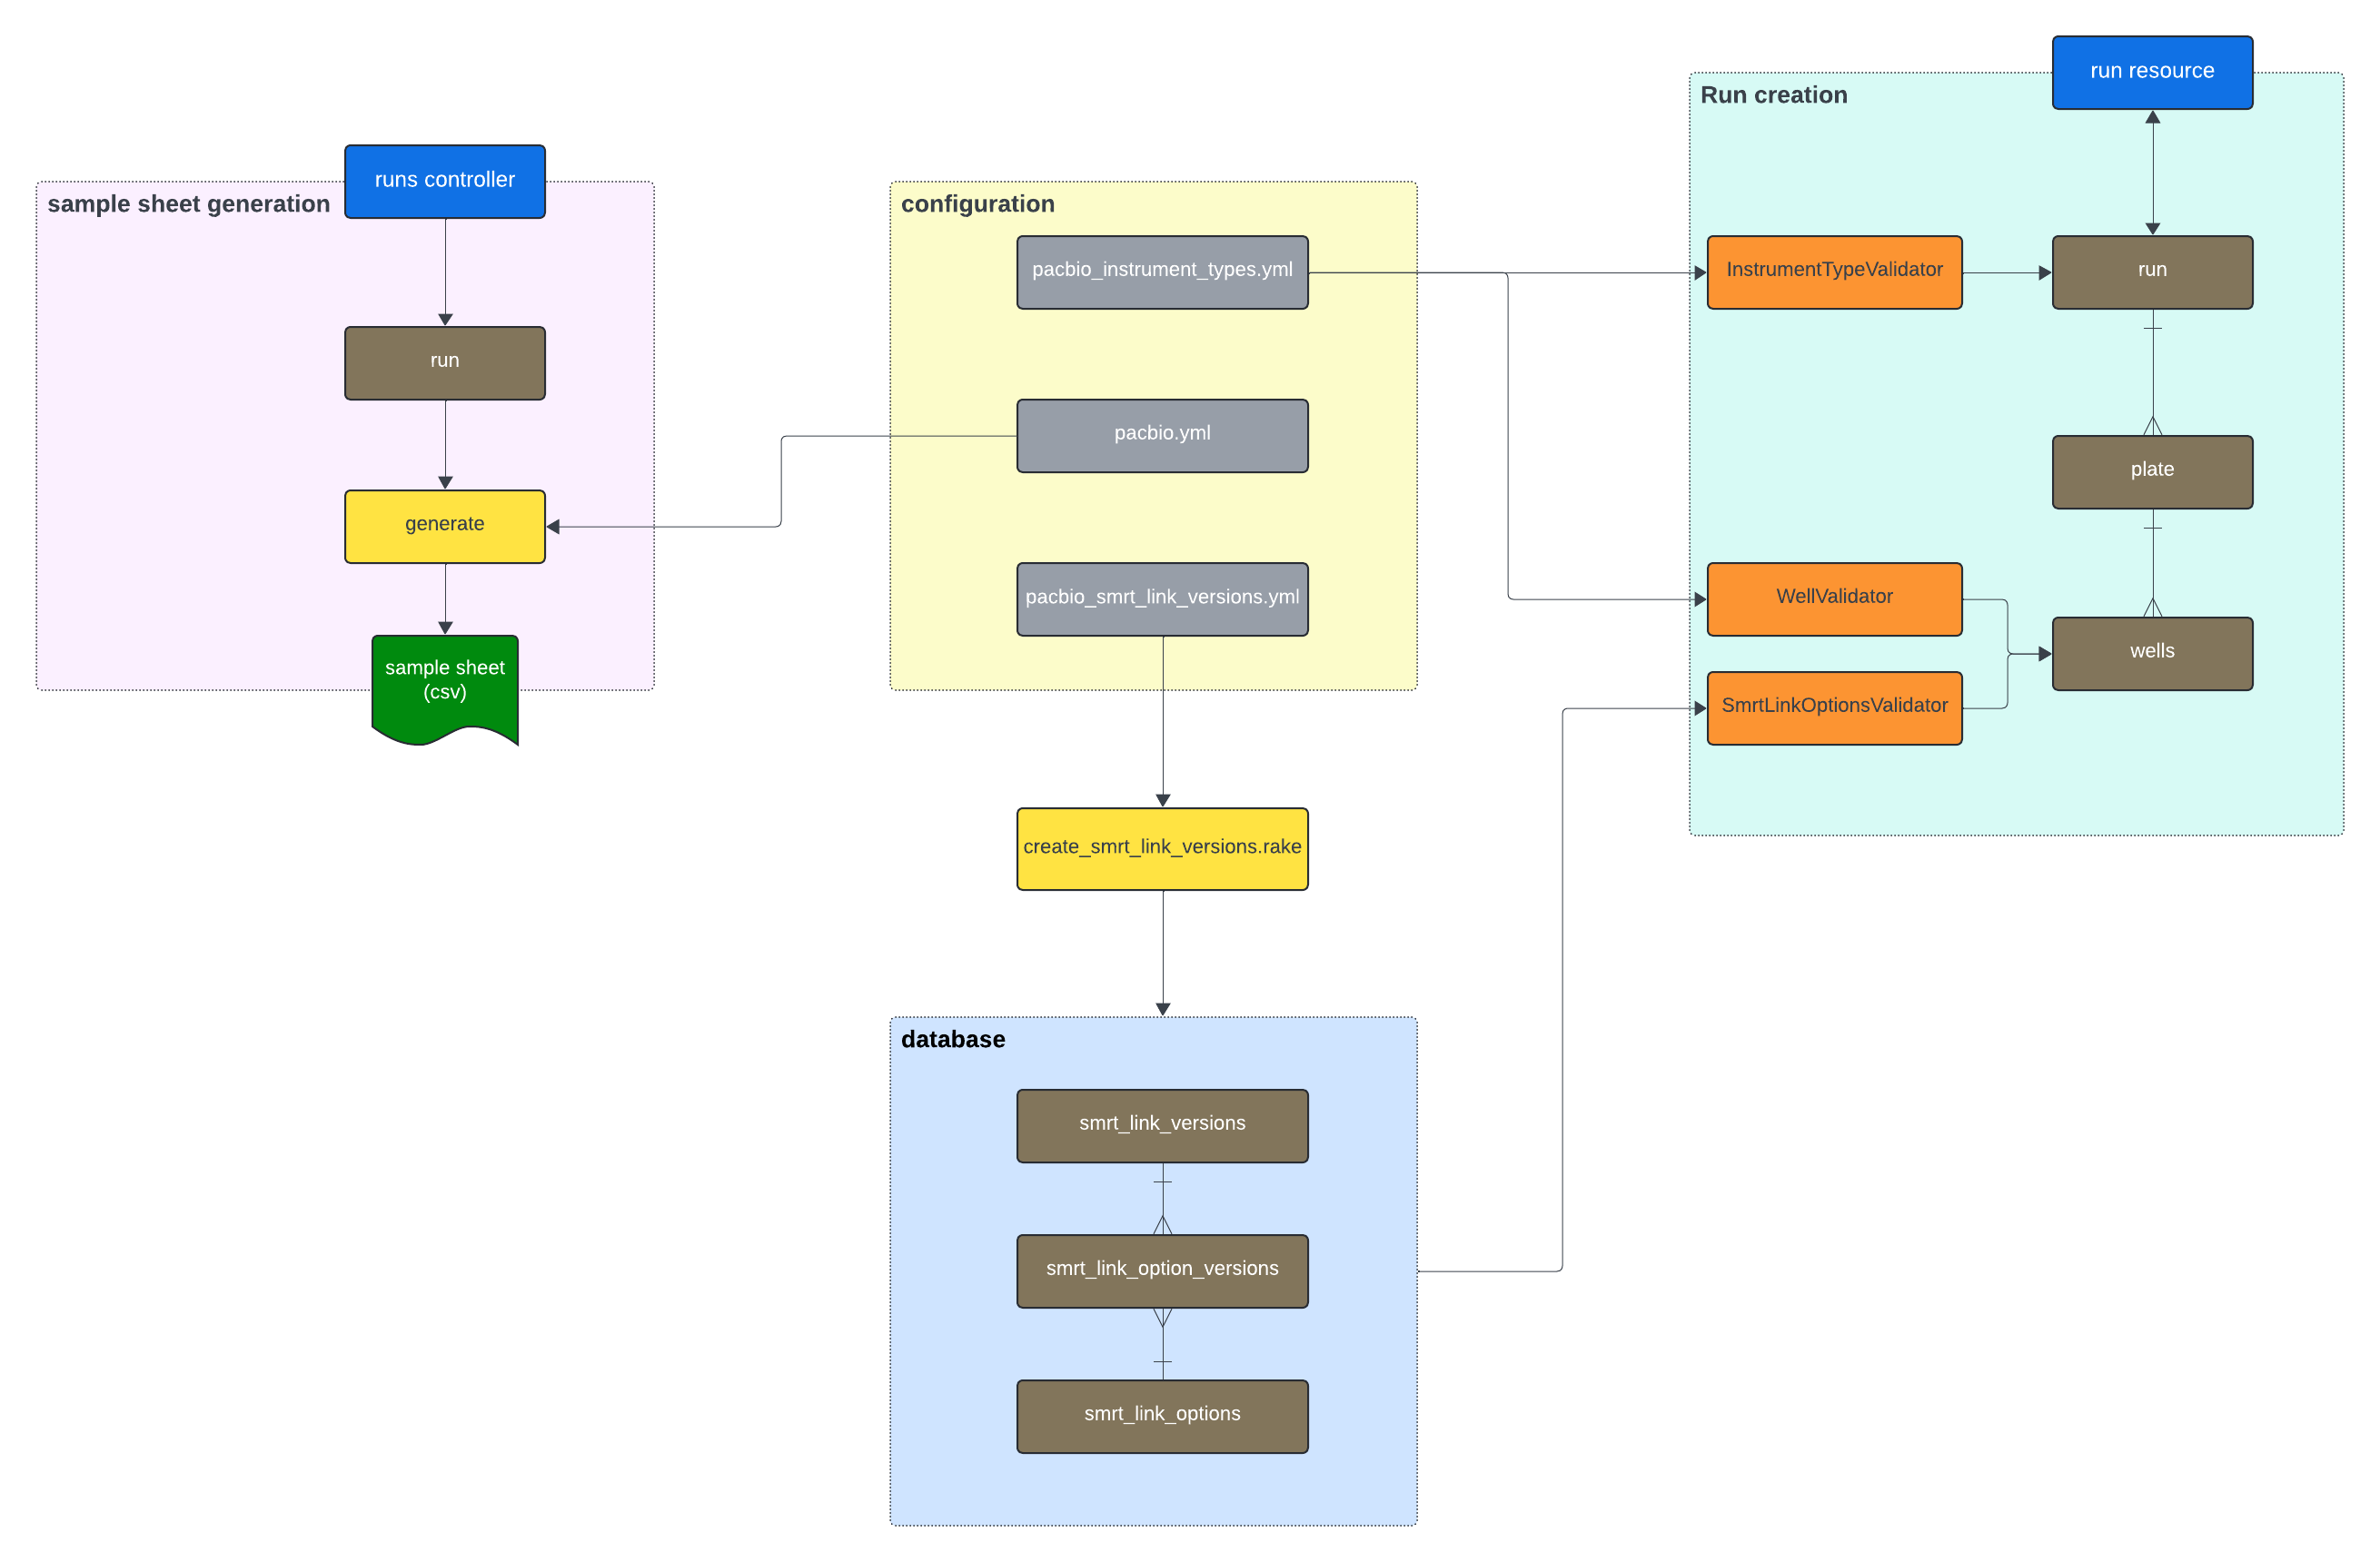 sample sheet generation
runs controller
run
generate
sample sheet
(csv)
configuration
pacbio_instrument_types.yml
pacbio.yml
pacbio_smrt_link_versions.yml
create_smrt_link_versions.rake
database
smrt_link_versions
smrt_link_option_versions
smrt_link_options
Run creation
run resource
InstrumentTypeValidator
run
plate
WellValidator
wells
SmrtLinkOptionsValidator